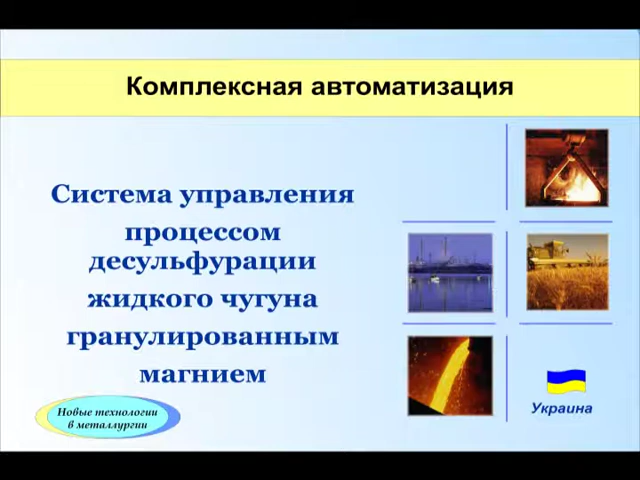 Комплексная автоматизация
Система управления
процессом
десульфурации
жидкого чугуна
гранулированным
магнием
Новые технологии
в металлургии
Украина